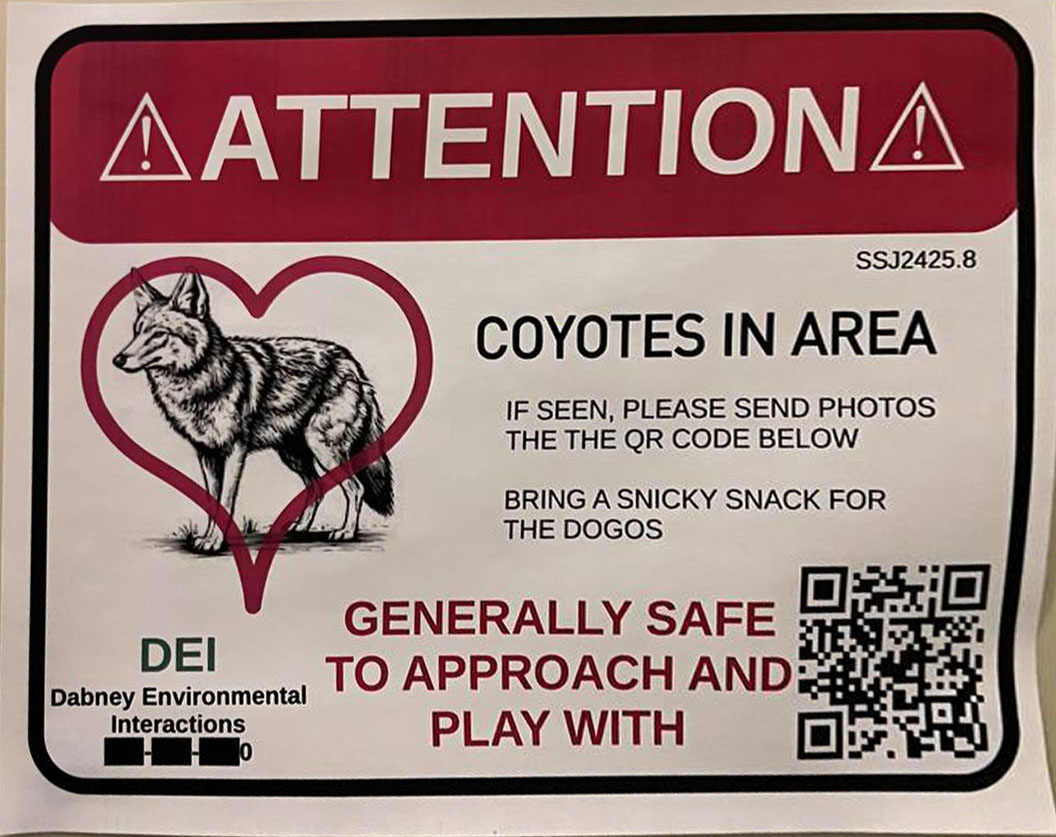 ATTENTION
SSJ2425.8
COYOTES IN AREA
IF SEEN, PLEASE SEND PHOTOS
THE THE QR CODE BELOW
BRING A SNICKY SNACK FOR
THE DOGOS
GENERALLY SAFE
TO APPROACH AND
PLAY WITH
DEI
Dabney Environmental
Interactions
0